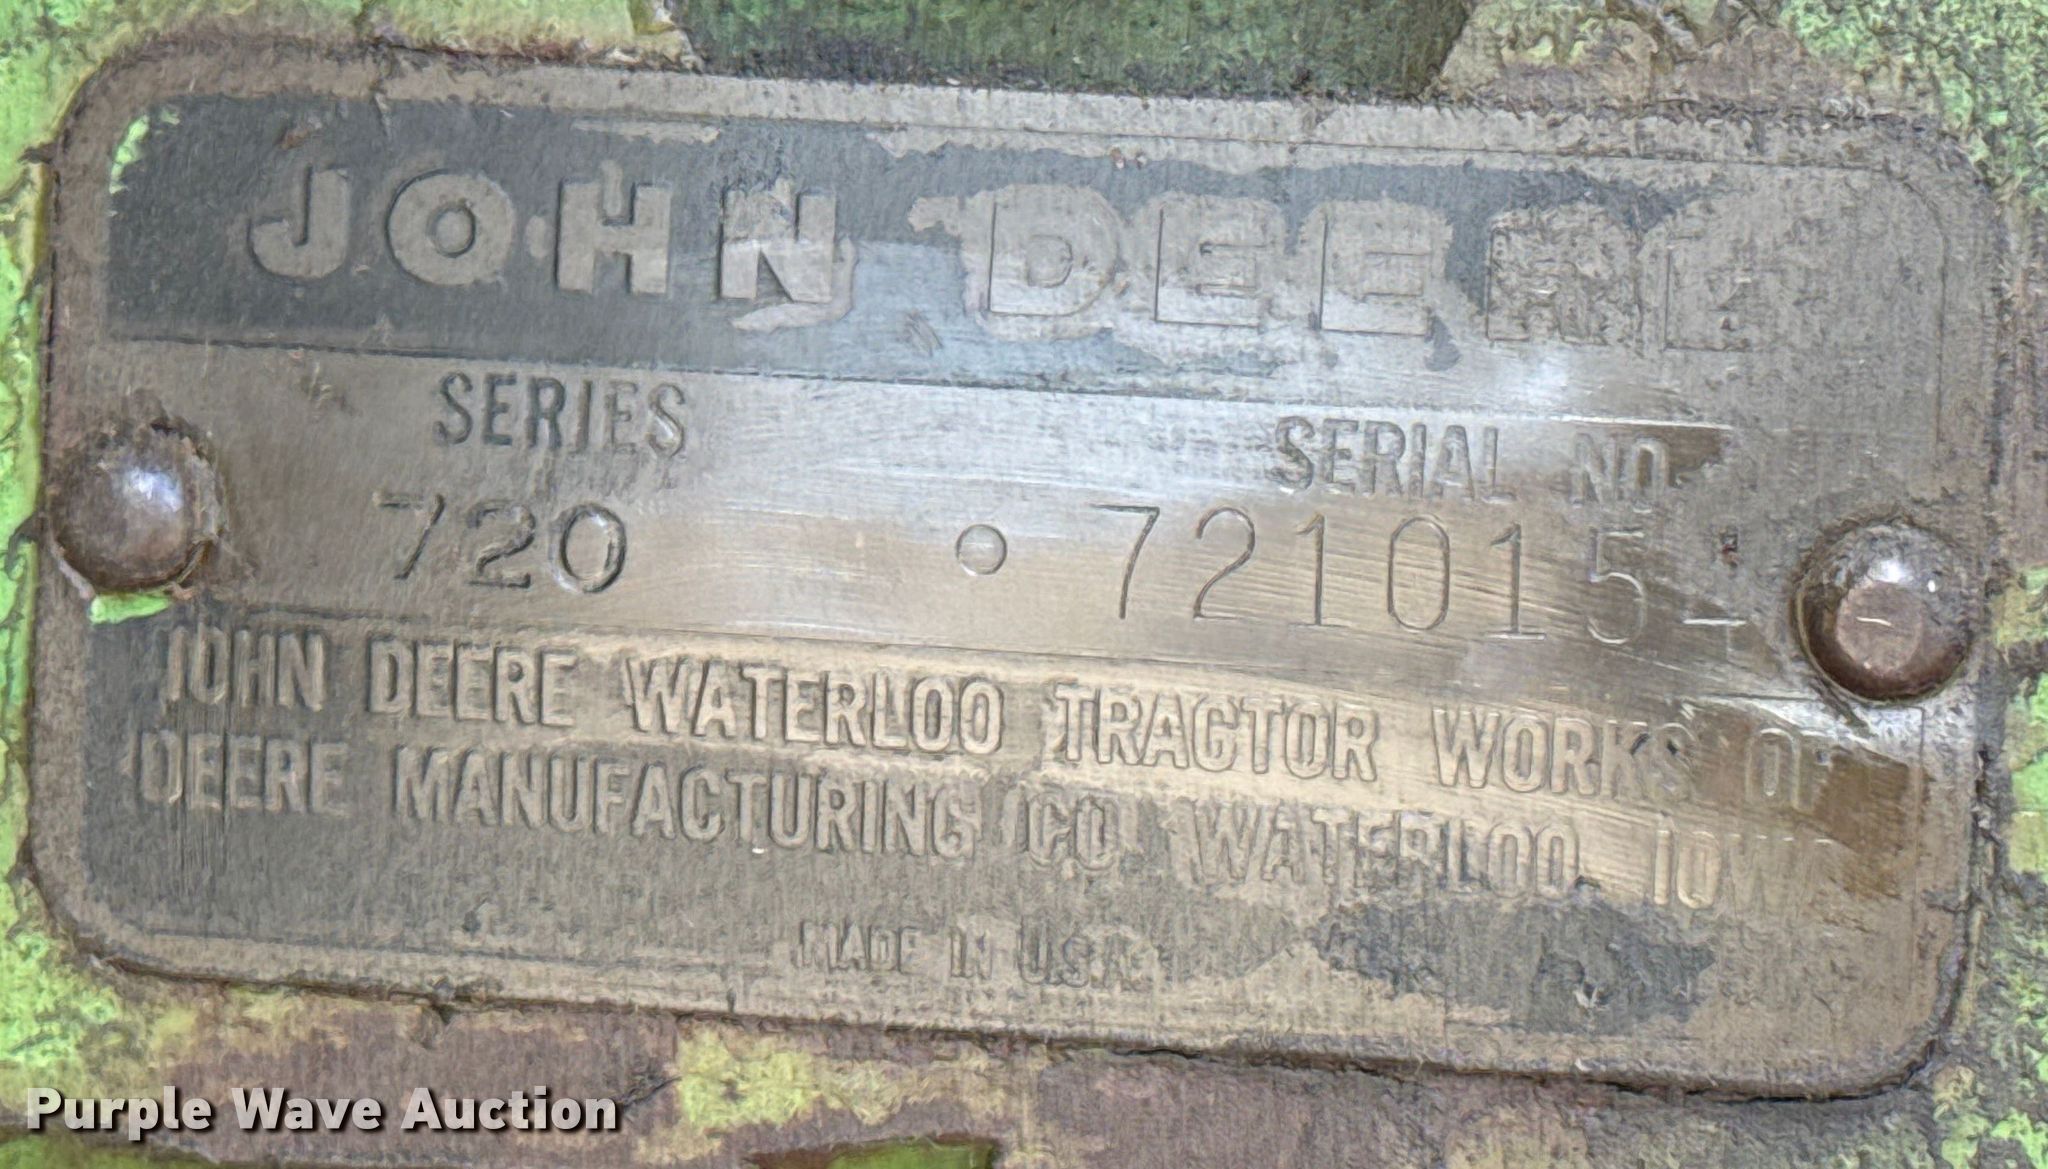 JOHN DEERE
SERIES
SERIAL NO.
720 7210154
JOHN DEERE WATERLOO TRACTOR WORKS OF
DEERE MANUFACTURING CO. WATERLOO, IOWA
MADE IN U.S.A.
Purple Wave Auction